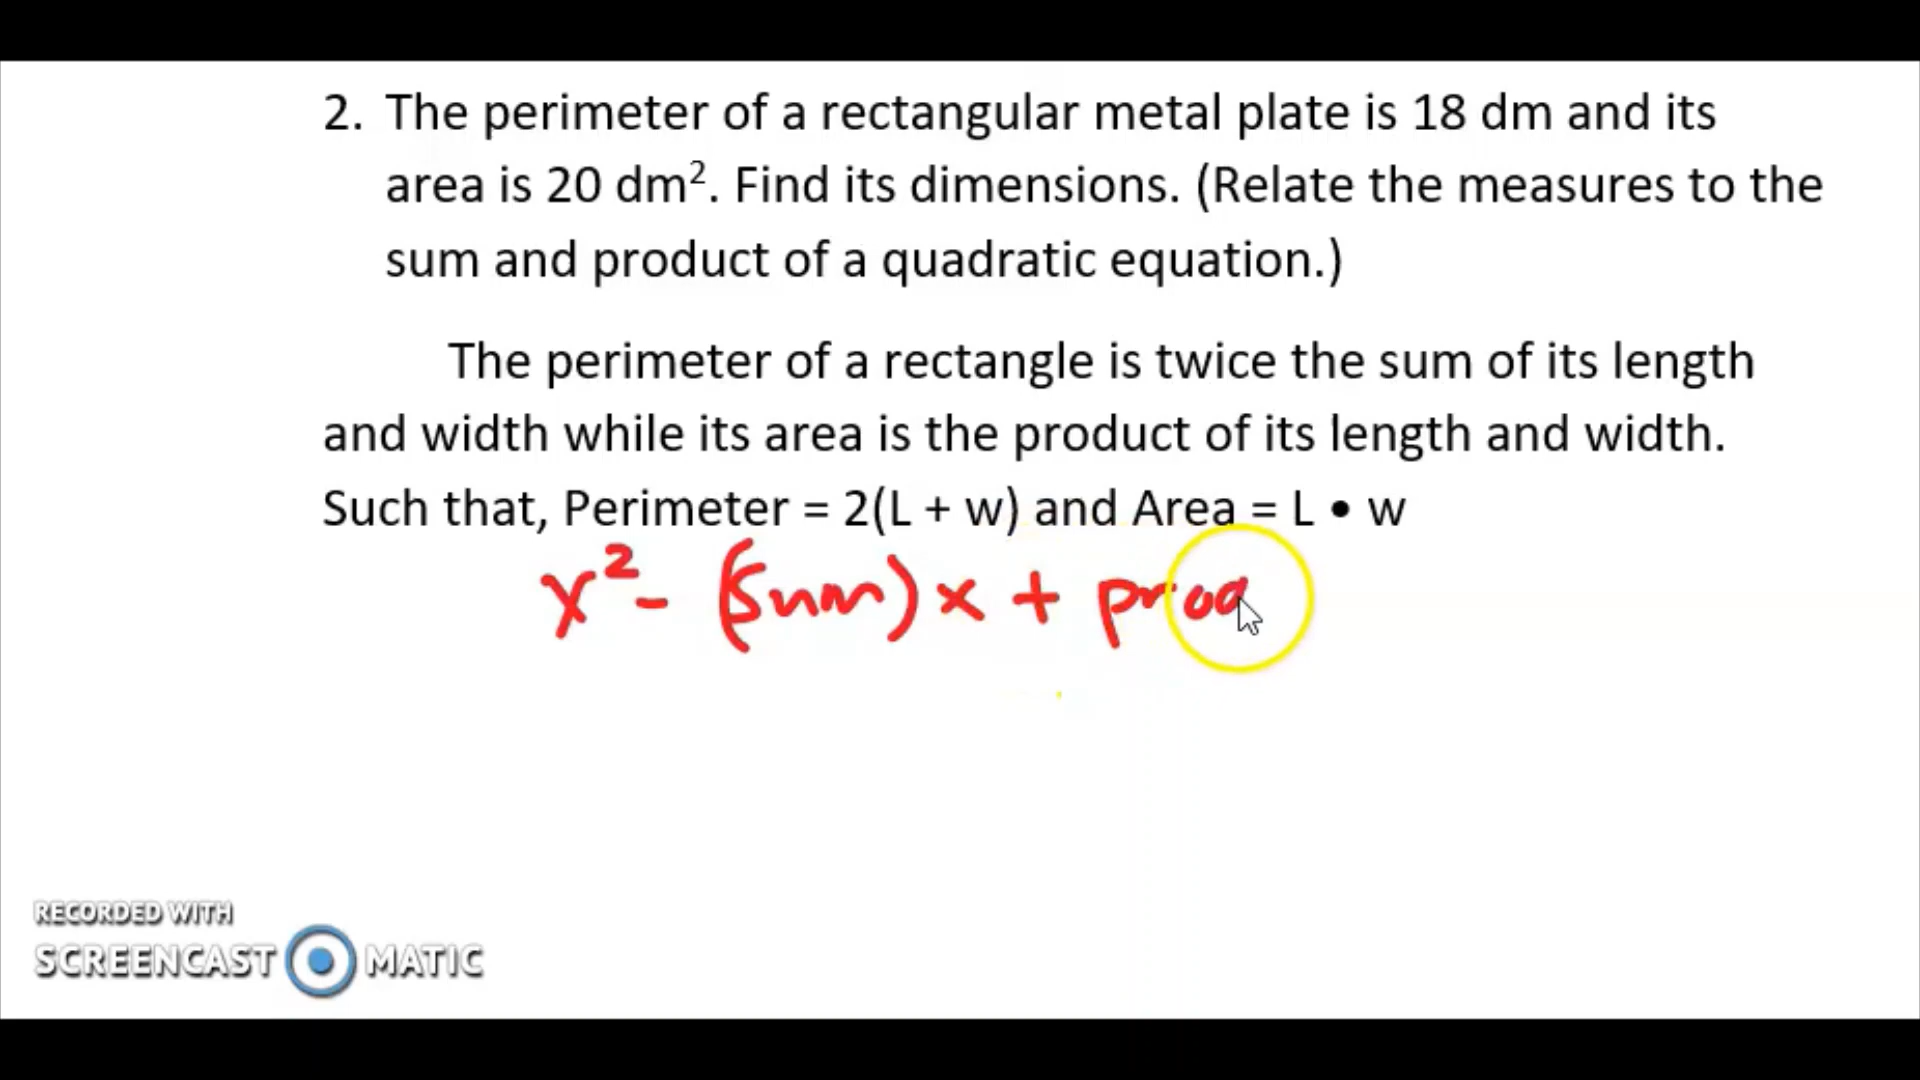 2. The perimeter of a rectangular metal plate is 18 dm and its
area is 20 dm². Find its dimensions. (Relate the measures to the
sum and product of a quadratic equation.)
The perimeter of a rectangle is twice the sum of its length
and width while its area is the product of its length and width.
Such that, Perimeter = 2(L + w) and Area = L • w
x² - (sum) x + prod
RECORDED WITH
SCREENCAST MATIC